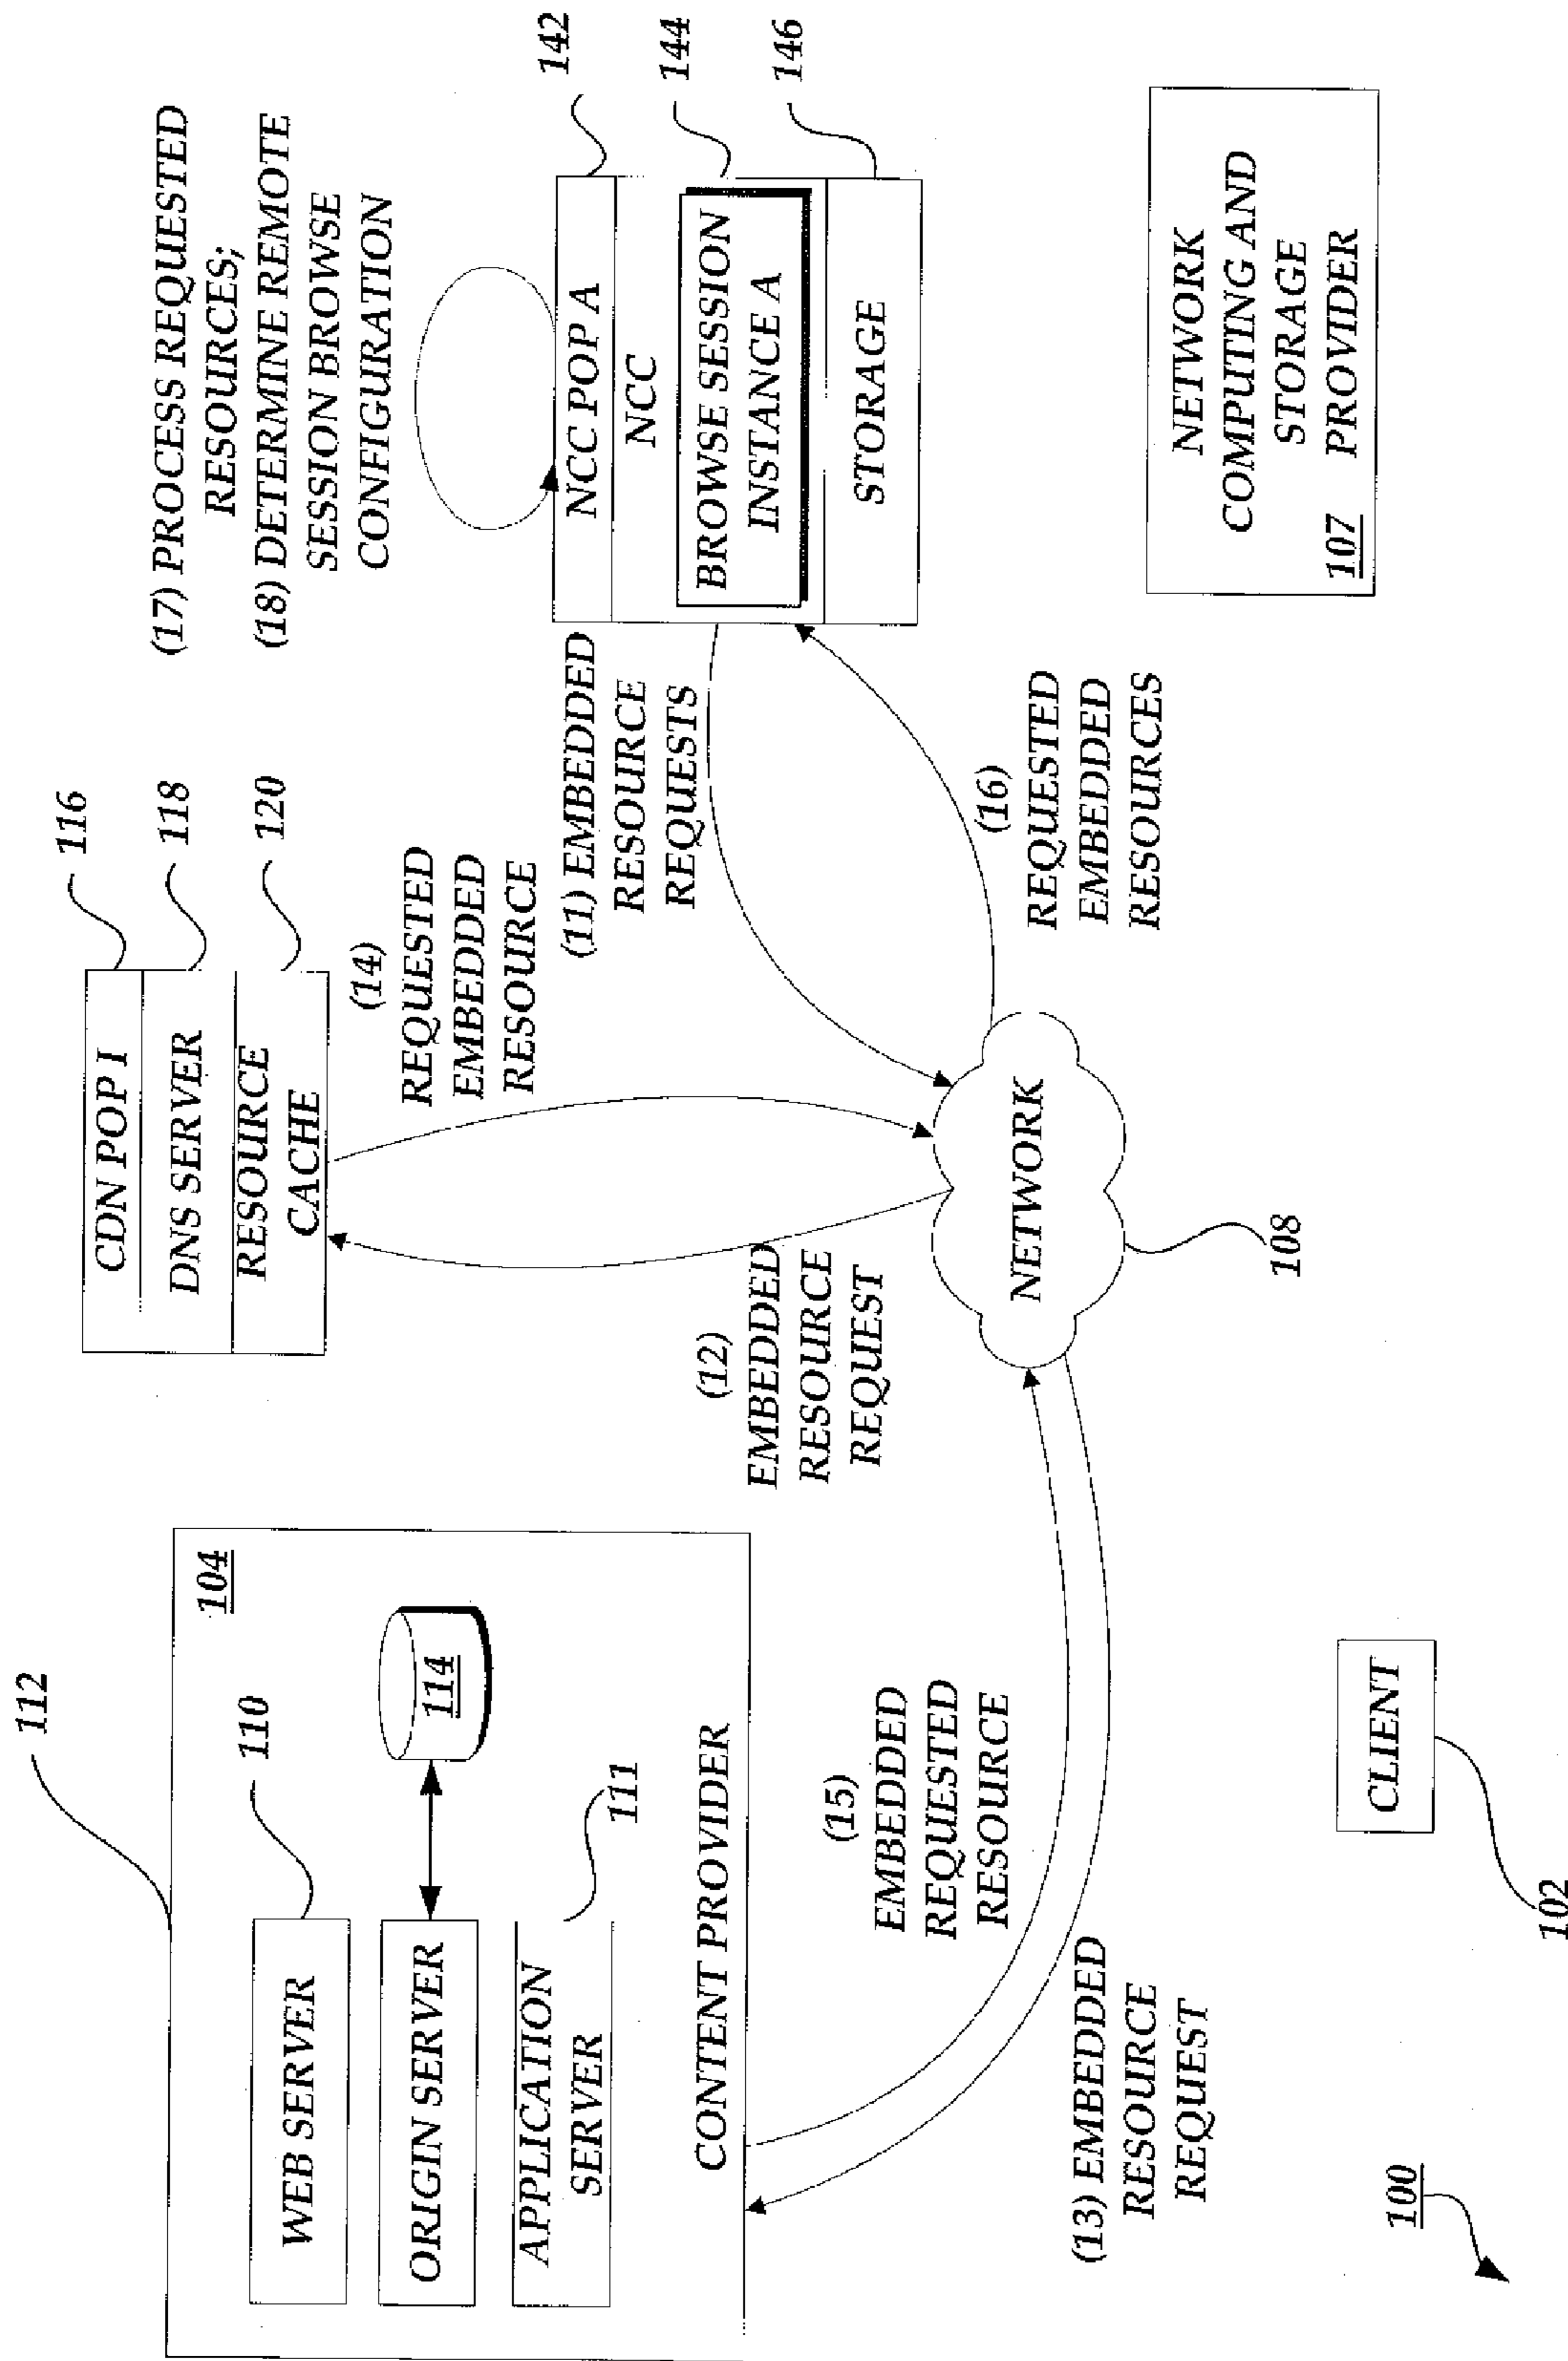 112
104
110
WEB SERVER
ORIGIN SERVER
114
APPLICATION
SERVER
111
CONTENT PROVIDER
116
CDN POP I
118
DNS SERVER
120
RESOURCE
CACHE
(14)
REQUESTED
EMBEDDED
RESOURCE
(12)
EMBEDDED
RESOURCE
REQUEST
(17) PROCESS REQUESTED
RESOURCES;
(18) DETERMINE REMOTE
SESSION BROWSE
CONFIGURATION
142
NCC POP A
NCC
144
BROWSE SESSION
INSTANCE A
146
STORAGE
(11) EMBEDDED
RESOURCE
REQUESTS
(16)
REQUESTED
EMBEDDED
RESOURCES
NETWORK
108
(15)
EMBEDDED
REQUESTED
RESOURCE
(13) EMBEDDED
RESOURCE
REQUEST
NETWORK
COMPUTING AND
STORAGE
107 PROVIDER
CLIENT
102
100